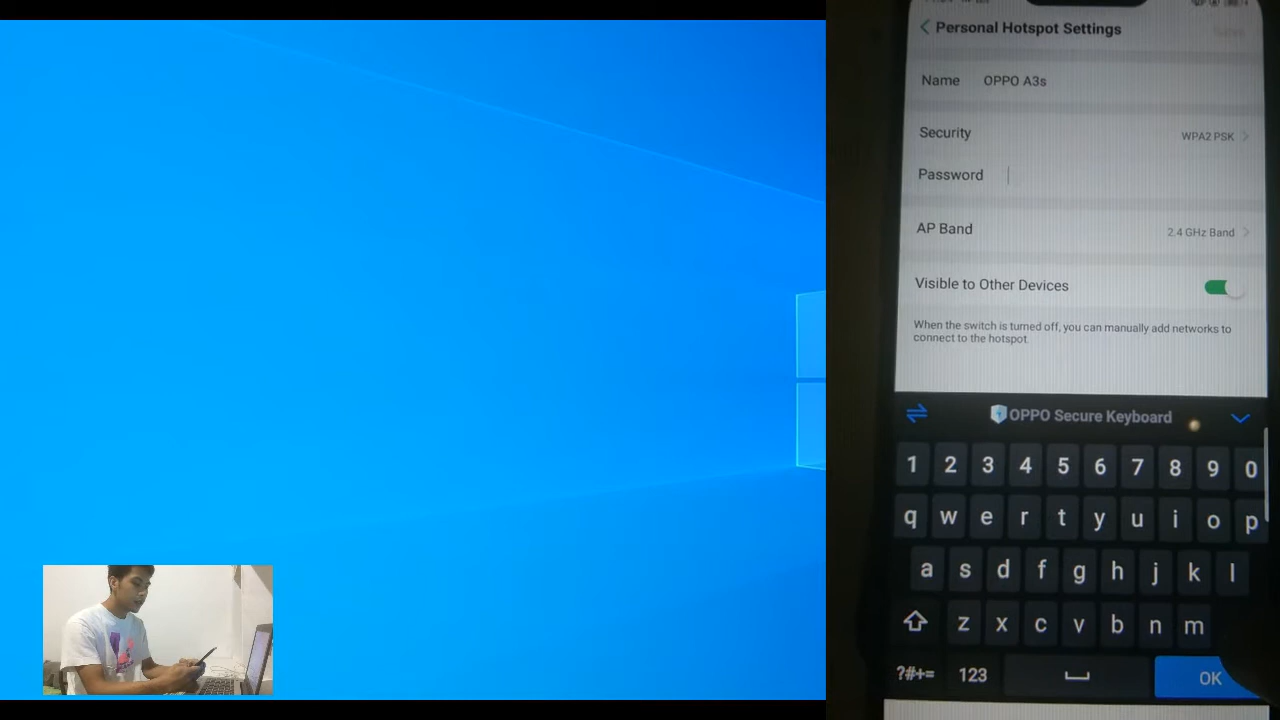 Personal Hotspot Settings
Name OPPO A3s
Security WPA2 PSK
Password
AP Band 2.4 GHz Band
Visible to Other Devices
When the switch is turned off, you can manually add networks to
connect to the hotspot.
OPPO Secure Keyboard
1 2 3 4 5 6 7 8 9 0
q w e r t y u i o p
a s d f g h j k l
z x c v b n m
?#+= 123 OK